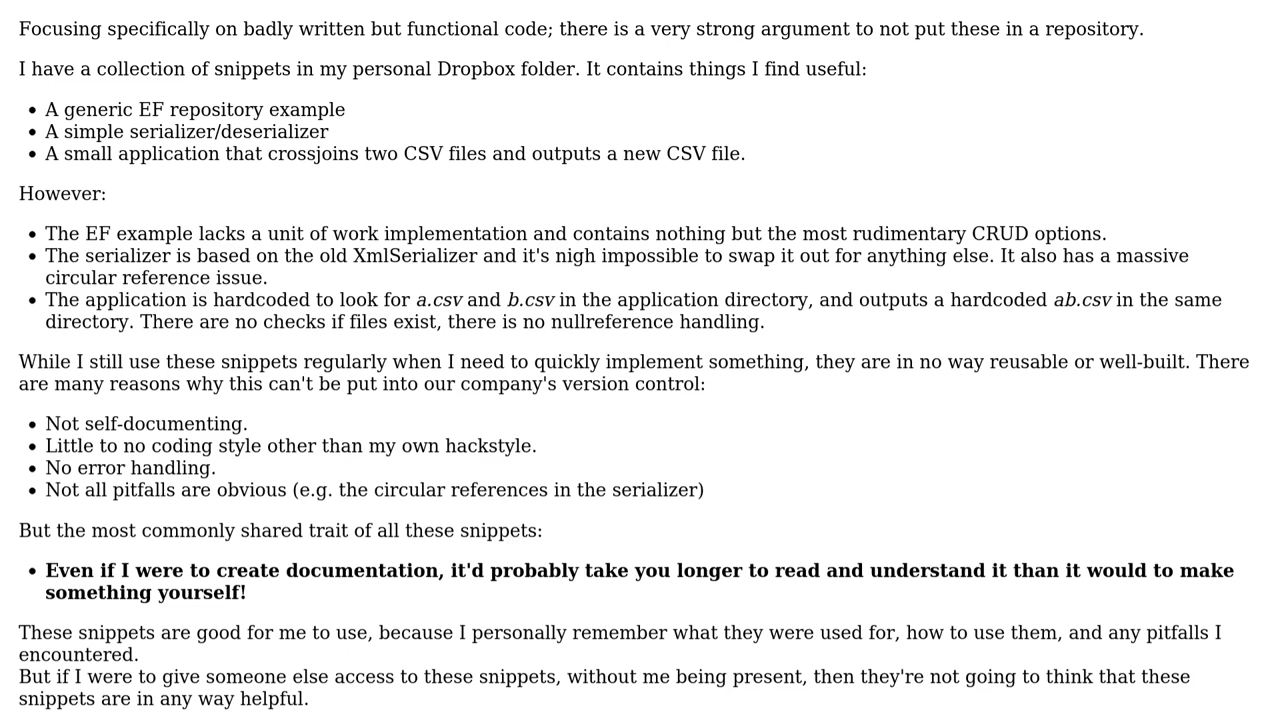 Focusing specifically on badly written but functional code; there is a very strong argument to not put these in a repository.
I have a collection of snippets in my personal Dropbox folder. It contains things I find useful:
• A generic EF repository example
• A simple serializer/deserializer
• A small application that crossjoins two CSV files and outputs a new CSV file.
However:
• The EF example lacks a unit of work implementation and contains nothing but the most rudimentary CRUD options.
• The serializer is based on the old XmlSerializer and it's nigh impossible to swap it out for anything else. It also has a massive
circular reference issue.
• The application is hardcoded to look for a.csv and b.csv in the application directory, and outputs a hardcoded ab.csv in the same
directory. There are no checks if files exist, there is no nullreference handling.
While I still use these snippets regularly when I need to quickly implement something, they are in no way reusable or well-built. There
are many reasons why this can't be put into our company's version control:
• Not self-documenting.
• Little to no coding style other than my own hackstyle.
• No error handling.
• Not all pitfalls are obvious (e.g. the circular references in the serializer)
But the most commonly shared trait of all these snippets:
• Even if I were to create documentation, it'd probably take you longer to read and understand it than it would to make
something yourself!
These snippets are good for me to use, because I personally remember what they were used for, how to use them, and any pitfalls I
encountered.
But if I were to give someone else access to these snippets, without me being present, then they're not going to think that these
snippets are in any way helpful.